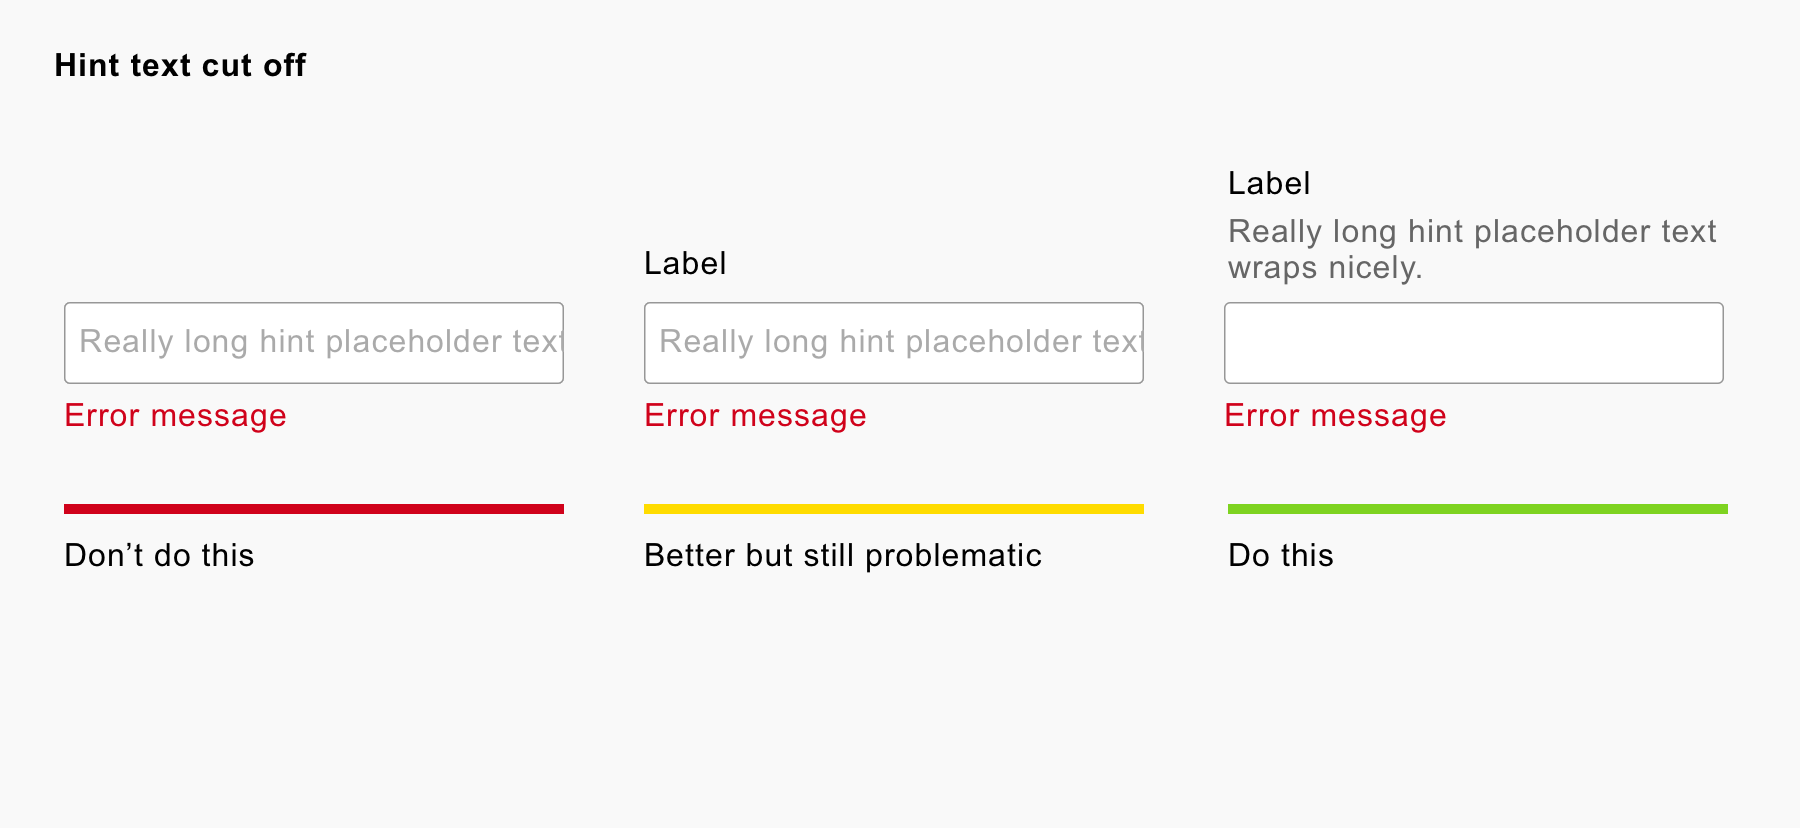 Hint text cut off
Really long hint placeholder text
Error message
Don’t do this
Label
Really long hint placeholder text
Error message
Better but still problematic
Label
Really long hint placeholder text
wraps nicely.
Error message
Do this